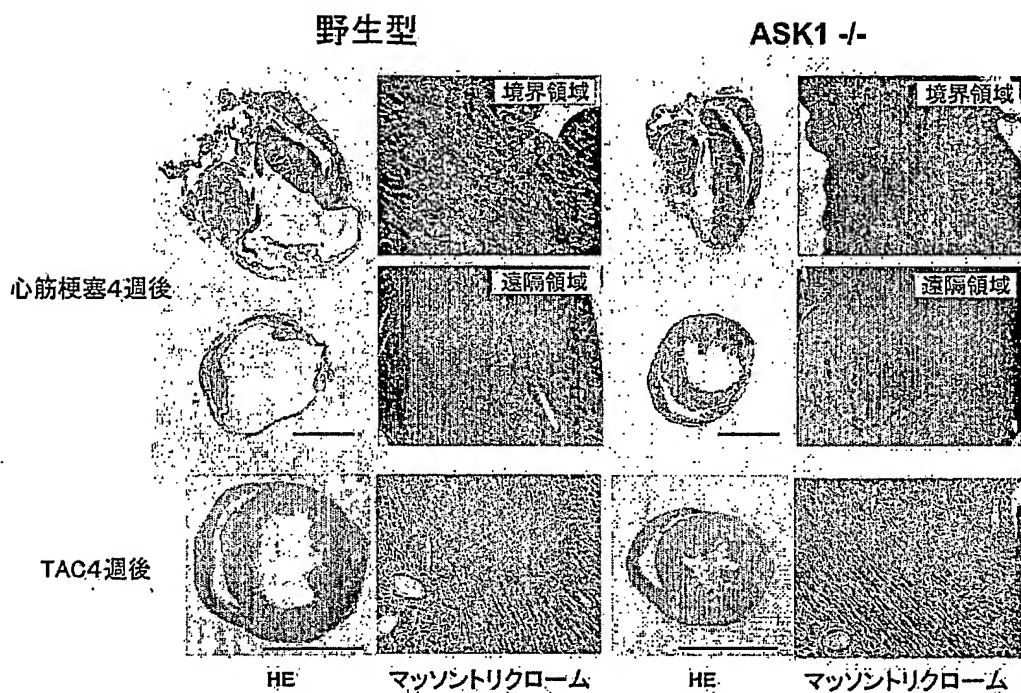 野生型 ASK1 -/-
境界領域 境界領域
心筋梗塞4週後
遠隔領域 遠隔領域
TAC4週後
HE マッソントリクローム HE マッソントリクローム